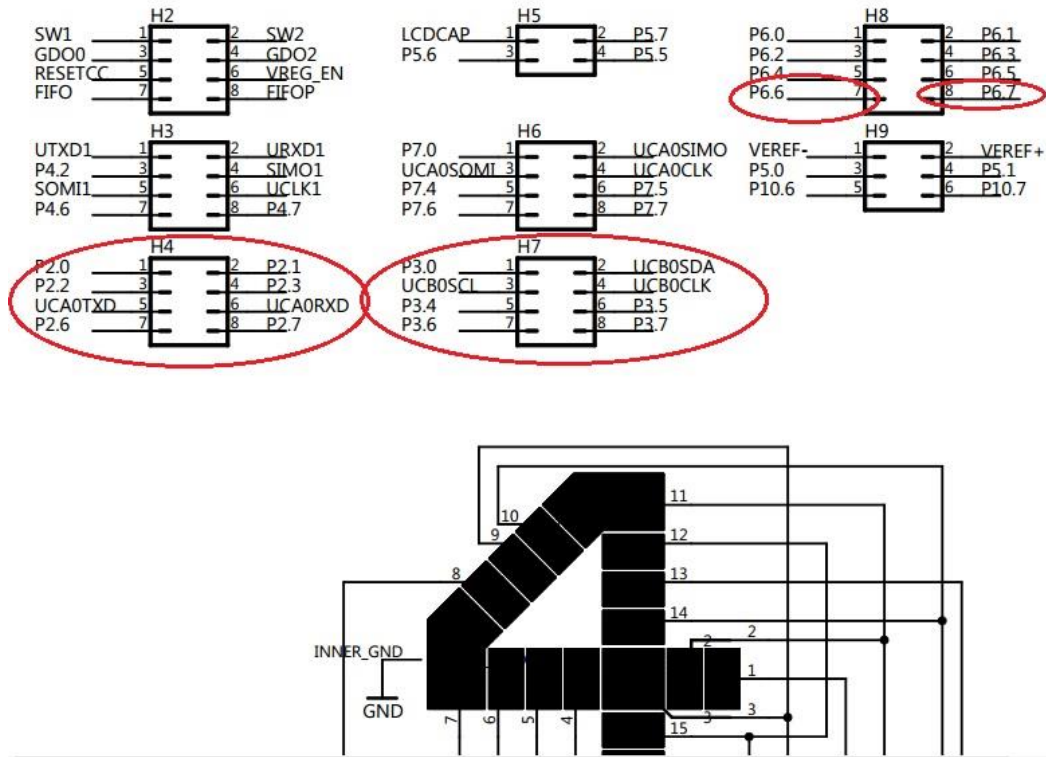 H2
SW1 1 2 SW2
GDO0 3 4 GDO2
RESETCC 5 6 VREG_EN
FIFO 7 8 FIFOP
H5
LCDCAP 1 2 P5.7
P5.6 3 4 P5.5
H8
P6.0 1 2 P6.1
P6.2 3 4 P6.3
P6.4 5 6 P6.5
P6.6 7 8 P6.7
H3
UTXD1 1 2 URXD1
P4.2 3 4 SIMO1
SOMI1 5 6 UCLK1
P4.6 7 8 P4.7
H6
P7.0 1 2 UCA0SIMO
UCA0SOMI 3 4 UCA0CLK
P7.4 5 6 P7.5
P7.6 7 8 P7.7
H9
VEREF- 1 2 VEREF+
P5.0 3 4 P5.1
P10.6 5 6 P10.7
H4
P2.0 1 2 P2.1
P2.2 3 4 P2.3
UCA0TXD 5 6 UCA0RXD
P2.6 7 8 P2.7
H7
P3.0 1 2 UCB0SDA
UCB0SCL 3 4 UCB0CLK
P3.4 5 6 P3.5
P3.6 7 8 P3.7
11
10
9
12
8
13
14
2 2
INNER_GND
1
GND
7 6 5 4
3 3
15